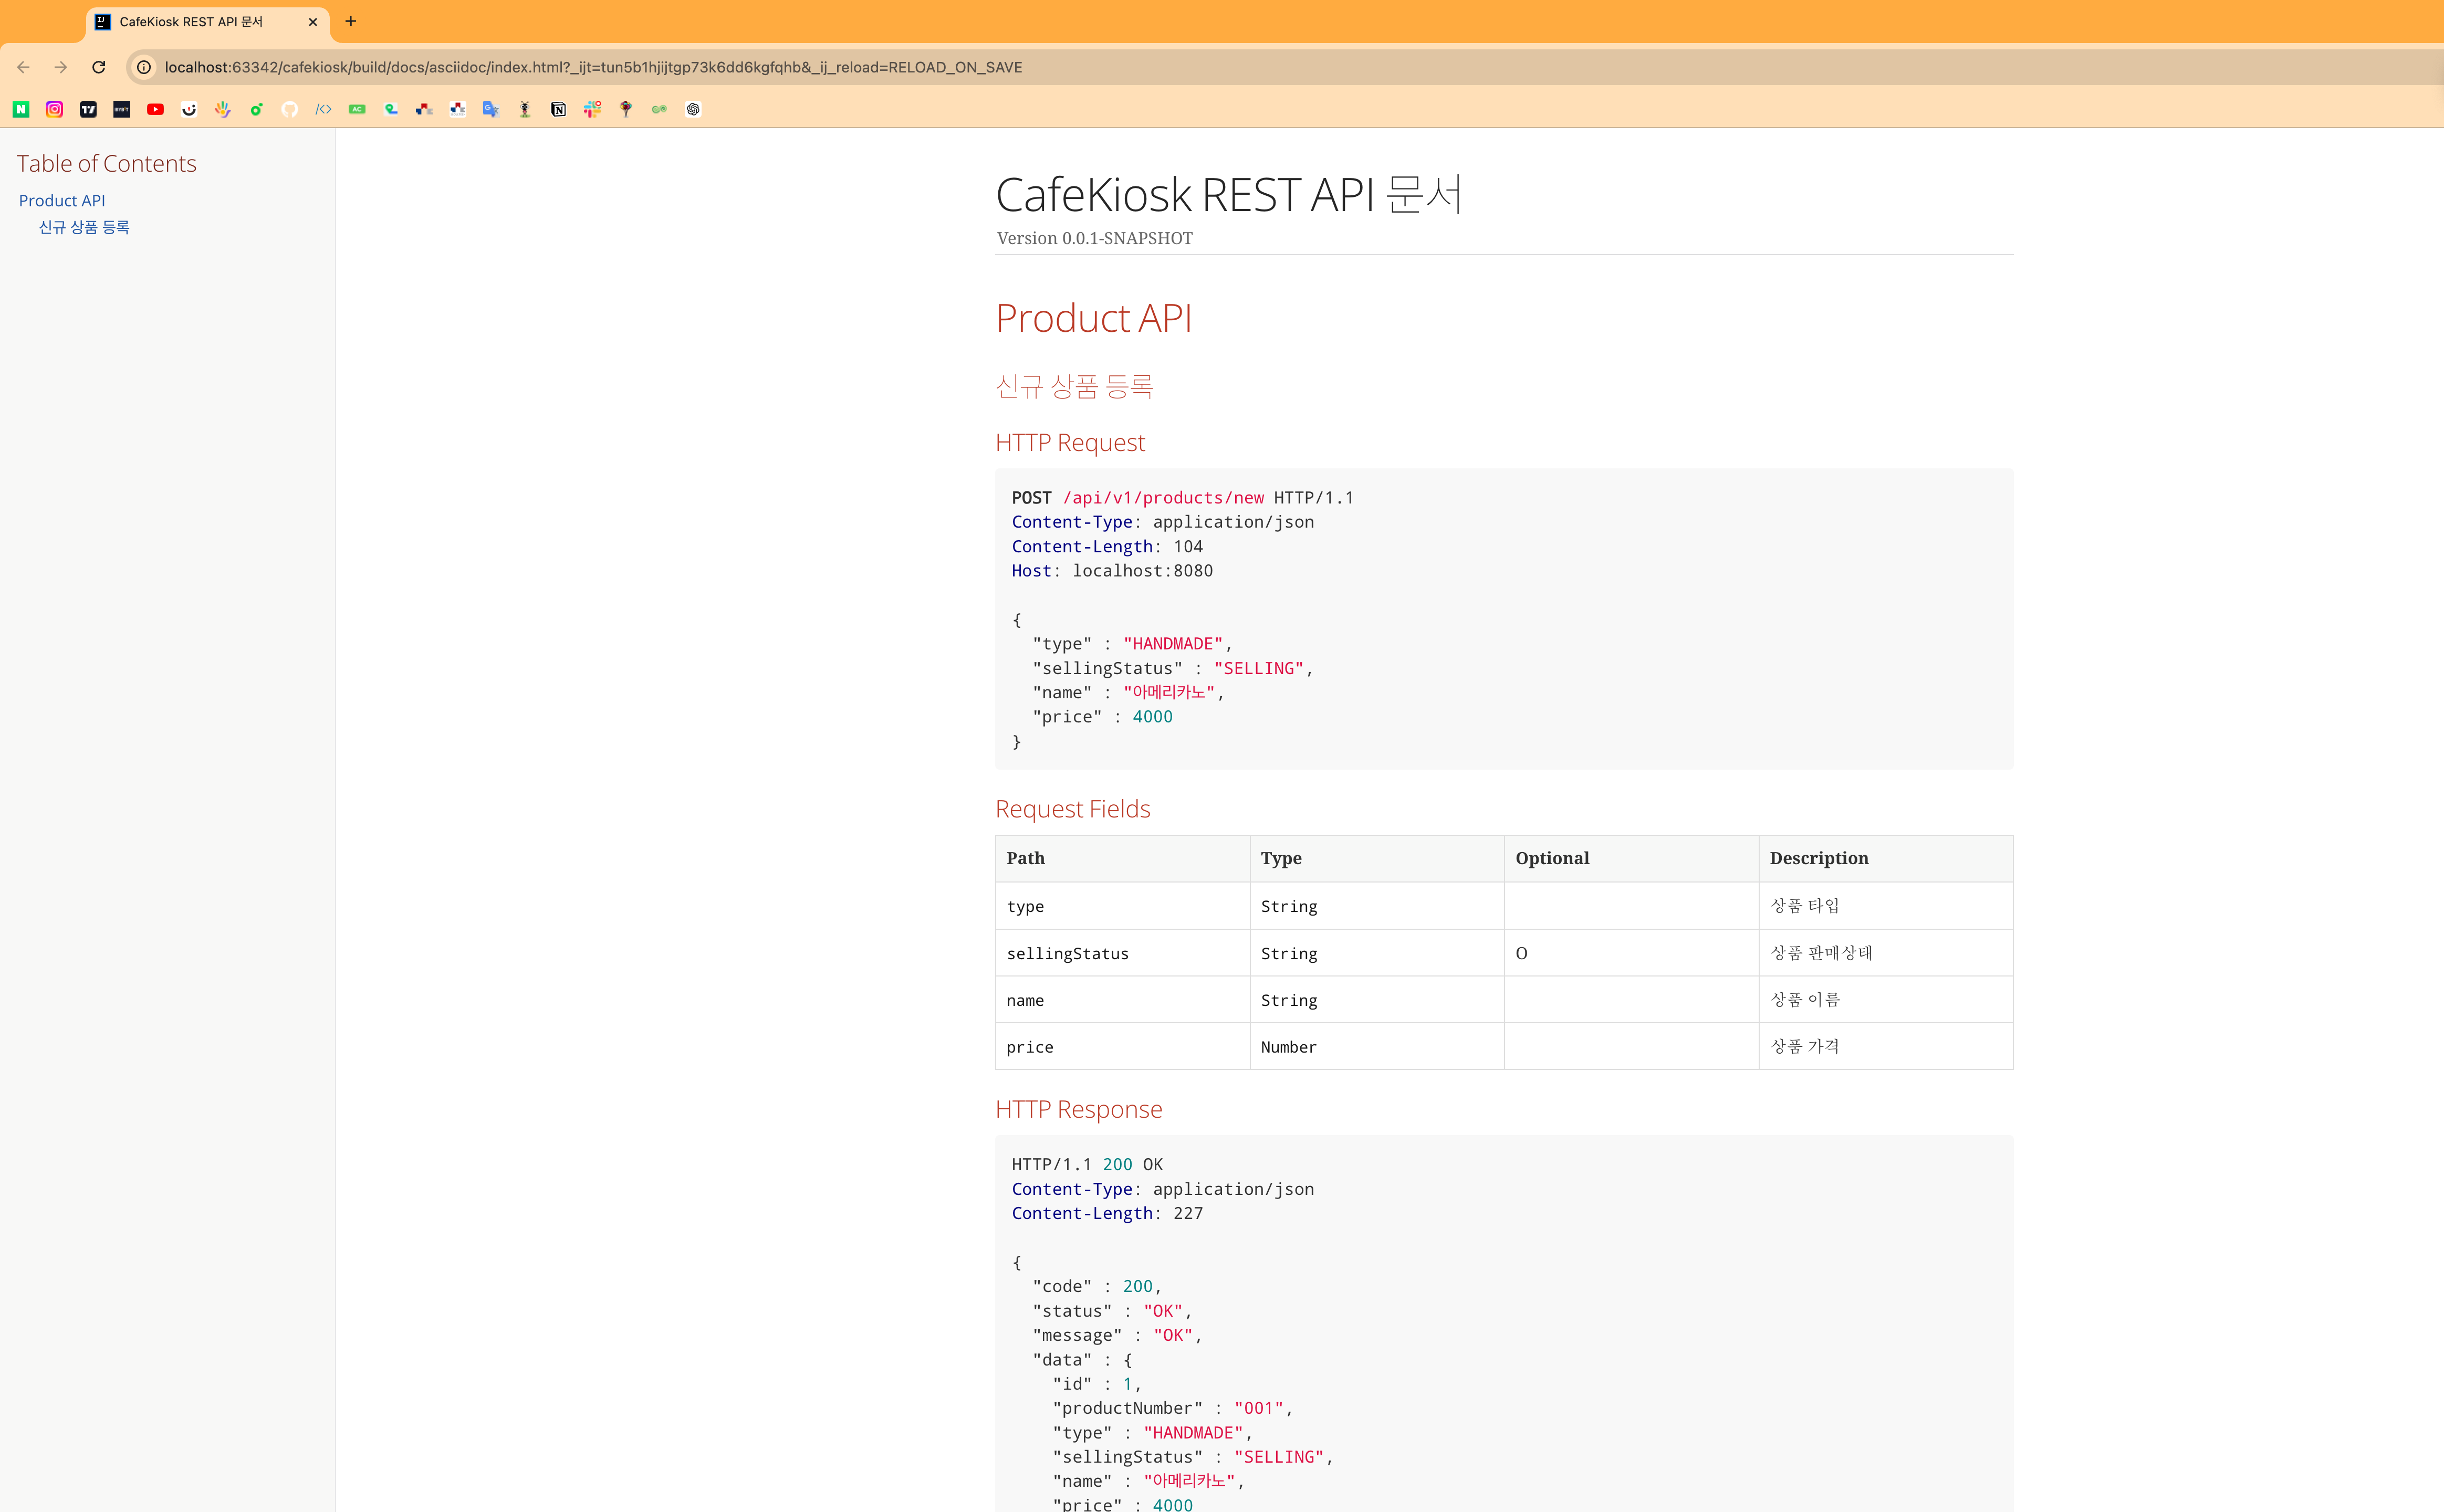 CafeKiosk REST API 문서
localhost:63342/cafekiosk/build/docs/asciidoc/index.html?_ijt=tun5b1hjijtgp73k6dd6kgfqhb&_ij_reload=RELOAD_ON_SAVE
Table of Contents
Product API
신규 상품 등록
CafeKiosk REST API 문서
Version 0.0.1-SNAPSHOT
Product API
신규 상품 등록
HTTP Request
POST /api/v1/products/new HTTP/1.1
Content-Type: application/json
Content-Length: 104
Host: localhost:8080
{
"type" : "HANDMADE",
"sellingStatus" : "SELLING",
"name" : "아메리카노",
"price" : 4000
}
Request Fields
Path Type Optional Description
type String 상품 타입
sellingStatus String O 상품 판매상태
name String 상품 이름
price Number 상품 가격
HTTP Response
HTTP/1.1 200 OK
Content-Type: application/json
Content-Length: 227
{
"code" : 200,
"status" : "OK",
"message" : "OK",
"data" : {
"id" : 1,
"productNumber" : "001",
"type" : "HANDMADE",
"sellingStatus" : "SELLING",
"name" : "아메리카노",
"price" : 4000